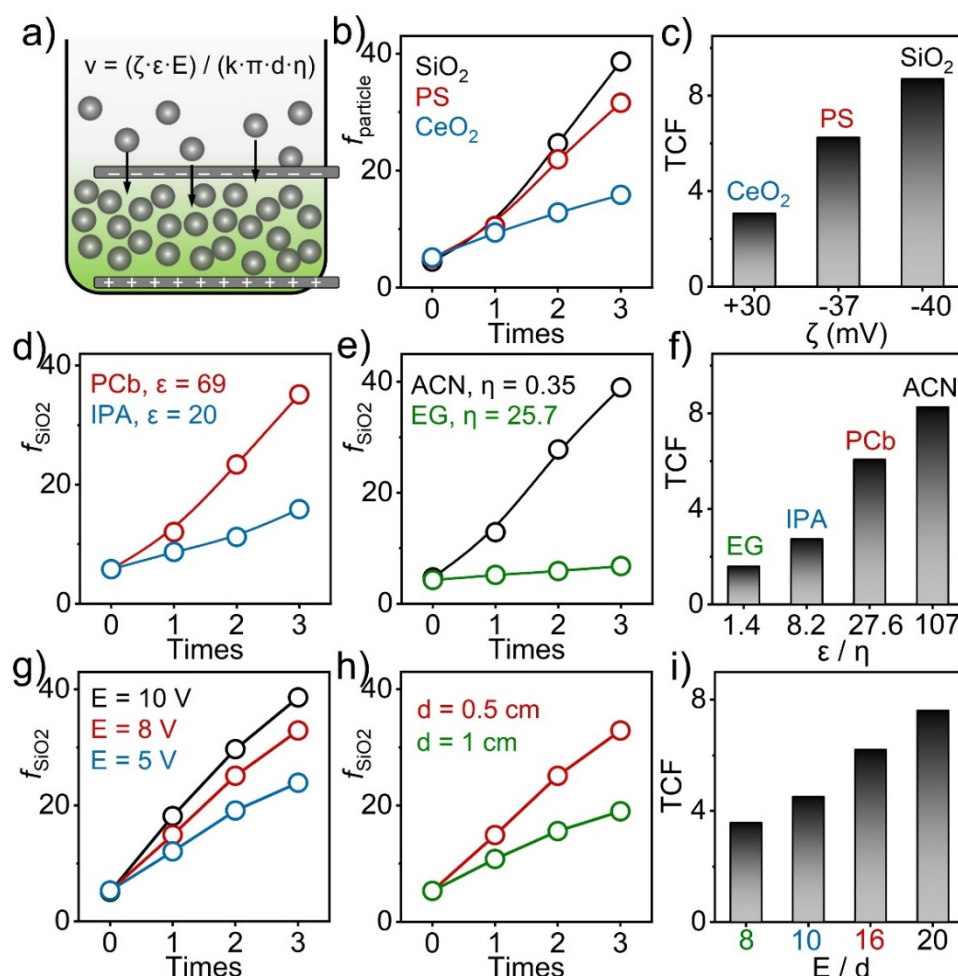 a)
v = (ζ·ε·E) / (k·π·d·η)
− − − − − − − − − −
+ + + + + + + + + +
b)
SiO₂
PS
CeO₂
f particle
40
20
0
0 1 2 3
Times
c)
TCF
8
4
0
CeO₂
PS
SiO₂
+30 -37 -40
ζ (mV)
d)
PCb, ε = 69
IPA, ε = 20
f SiO2
40
20
0
0 1 2 3
Times
e)
ACN, η = 0.35
EG, η = 25.7
f SiO2
40
20
0
0 1 2 3
Times
f)
TCF
8
4
0
EG
IPA
PCb
ACN
1.4 8.2 27.6 107
ε / η
g)
E = 10 V
E = 8 V
E = 5 V
f SiO2
40
20
0
0 1 2 3
Times
h)
d = 0.5 cm
d = 1 cm
f SiO2
40
20
0
0 1 2 3
Times
i)
TCF
8
4
0
8 10 16 20
E / d